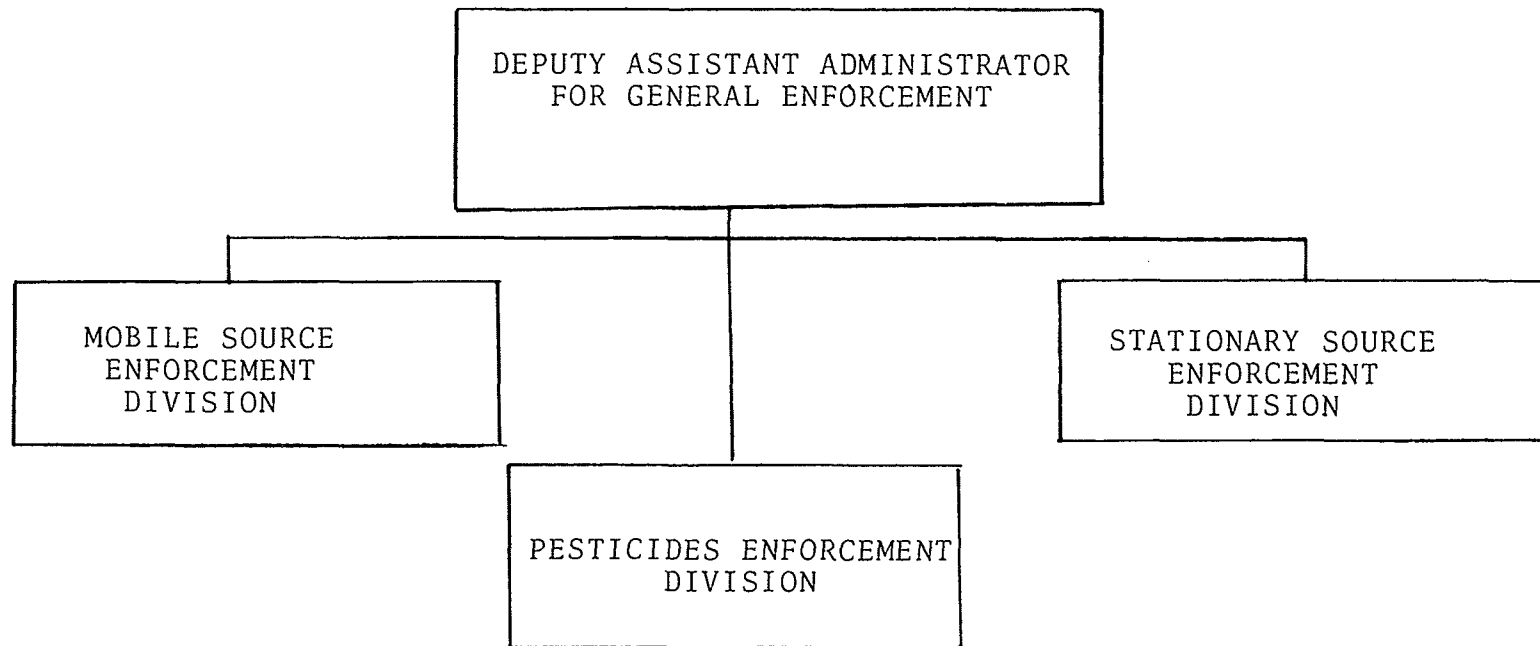 DEPUTY ASSISTANT ADMINISTRATOR
FOR GENERAL ENFORCEMENT
MOBILE SOURCE
ENFORCEMENT
DIVISION
STATIONARY SOURCE
ENFORCEMENT
DIVISION
PESTICIDES ENFORCEMENT
DIVISION